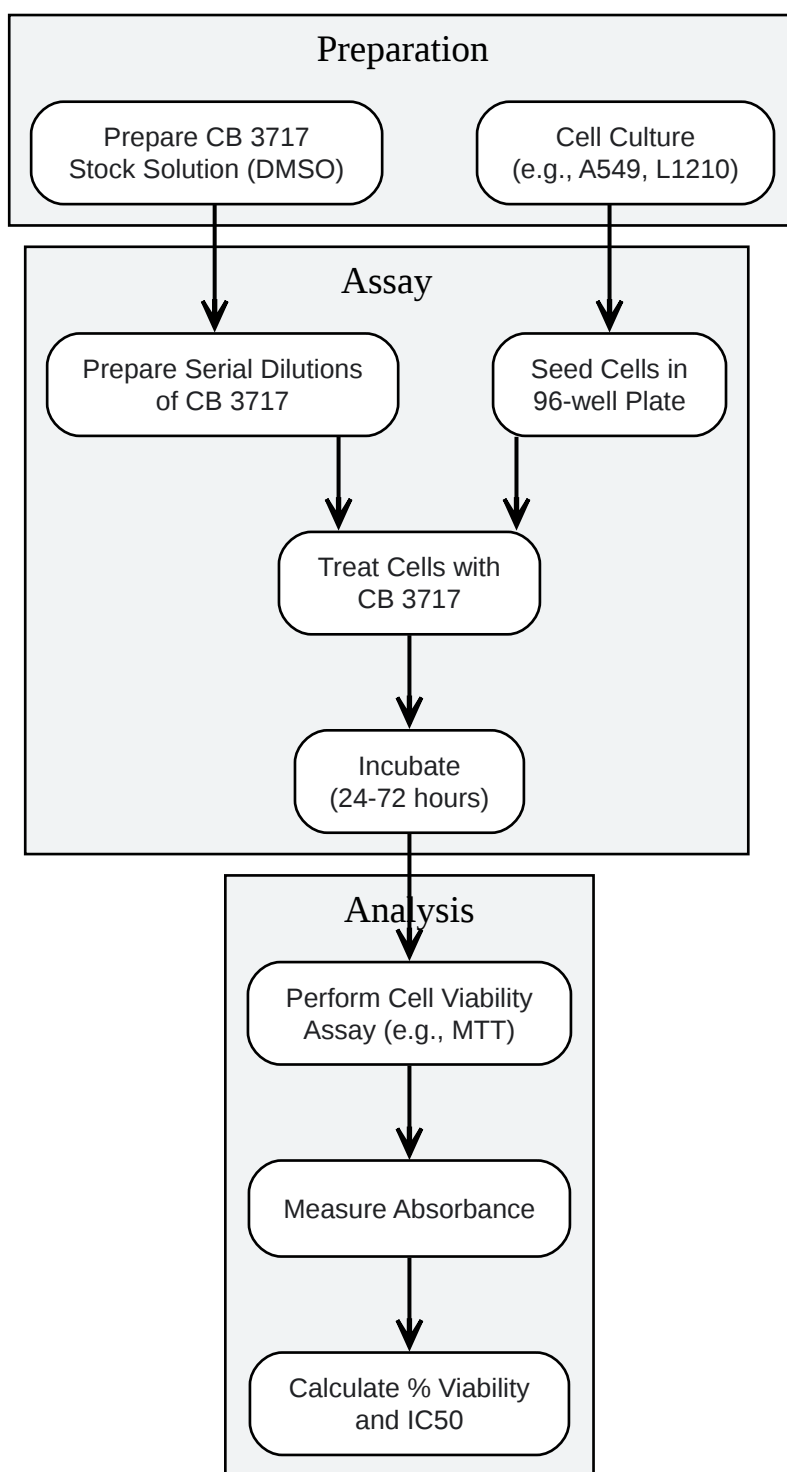 Preparation
Prepare CB 3717
Stock Solution (DMSO)
Cell Culture
(e.g., A549, L1210)
Assay
Prepare Serial Dilutions
of CB 3717
Seed Cells in
96-well Plate
Treat Cells with
CB 3717
Incubate
(24-72 hours)
Analysis
Perform Cell Viability
Assay (e.g., MTT)
Measure Absorbance
Calculate % Viability
and IC50